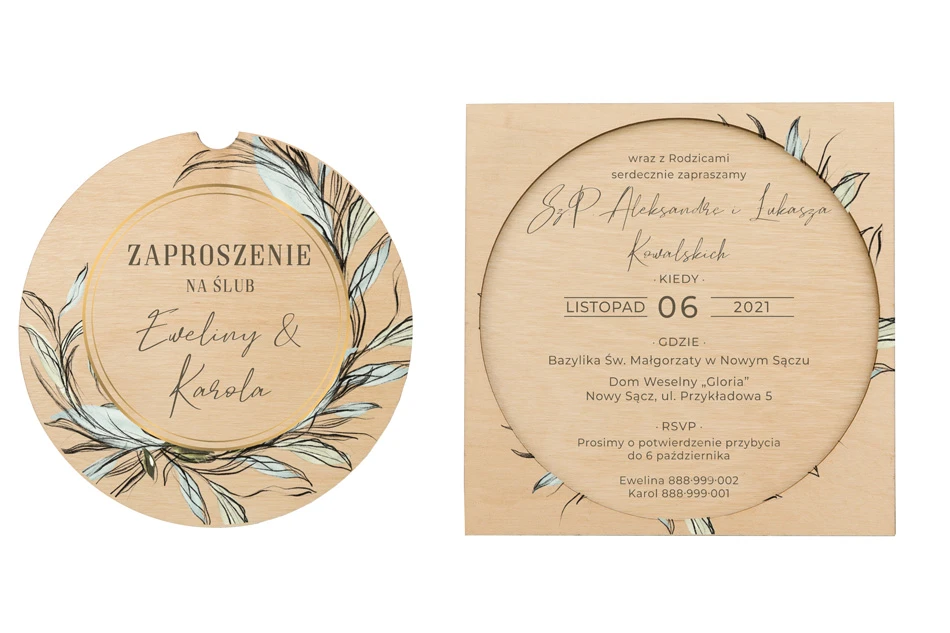 ZAPROSZENIE
NA ŚLUB
Eweliny &
Karola
wraz z Rodzicami
serdecznie zapraszamy
SzP Aleksandrę i Łukasza
Kowalskich
· KIEDY ·
LISTOPAD 06 2021
· GDZIE ·
Bazylika Św. Małgorzaty w Nowym Sączu
Dom Weselny „Gloria”
Nowy Sącz, ul. Przykładowa 5
· RSVP ·
Prosimy o potwierdzenie przybycia
do 6 października
Ewelina 888-999-002
Karol 888-999-001